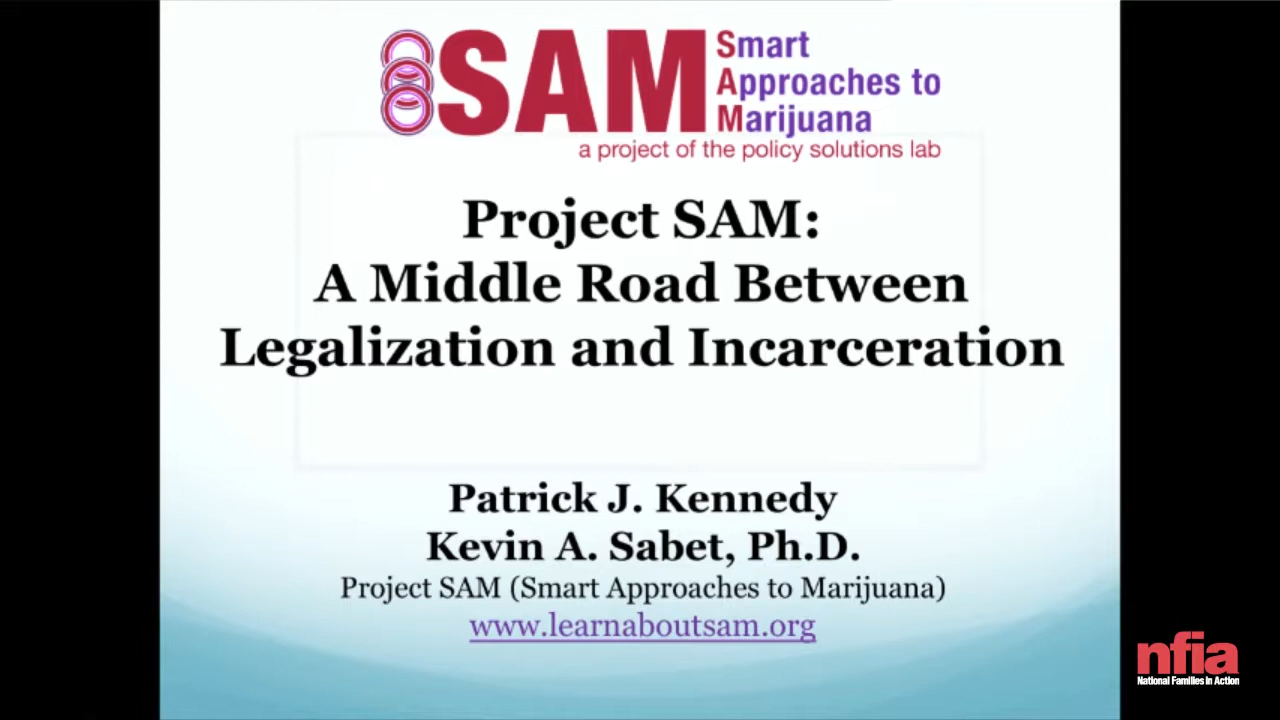 SAM
Smart
Approaches to
Marijuana
a project of the policy solutions lab
Project SAM:
A Middle Road Between
Legalization and Incarceration
Patrick J. Kennedy
Kevin A. Sabet, Ph.D.
Project SAM (Smart Approaches to Marijuana)
www.learnaboutsam.org
nfia
National Families in Action